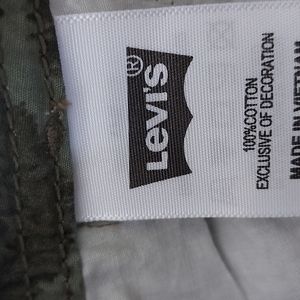 Levi's®
100%COTTON
EXCLUSIVE OF DECORATION
MADE IN VIETNAM